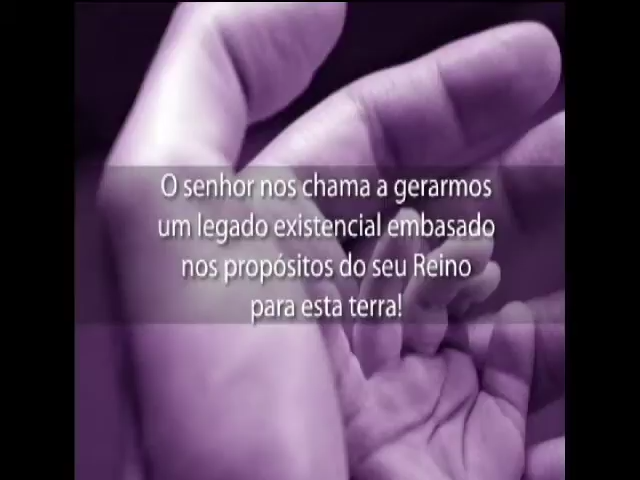 O senhor nos chama a gerarmos
um legado existencial embasado
nos propósitos do seu Reino
para esta terra!